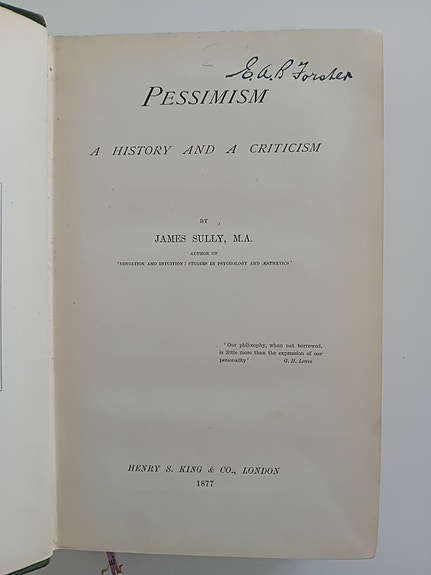 2
E.A.B Forster
PESSIMISM
A HISTORY AND A CRITICISM
BY
JAMES SULLY, M.A.
AUTHOR OF
'SENSATION AND INTUITION : STUDIES IN PSYCHOLOGY AND ÆSTHETICS'
'Our philosophy, when not borrowed,
is little more than the expression of our
personality' G. H. Lewes
HENRY S. KING & CO., LONDON
1877